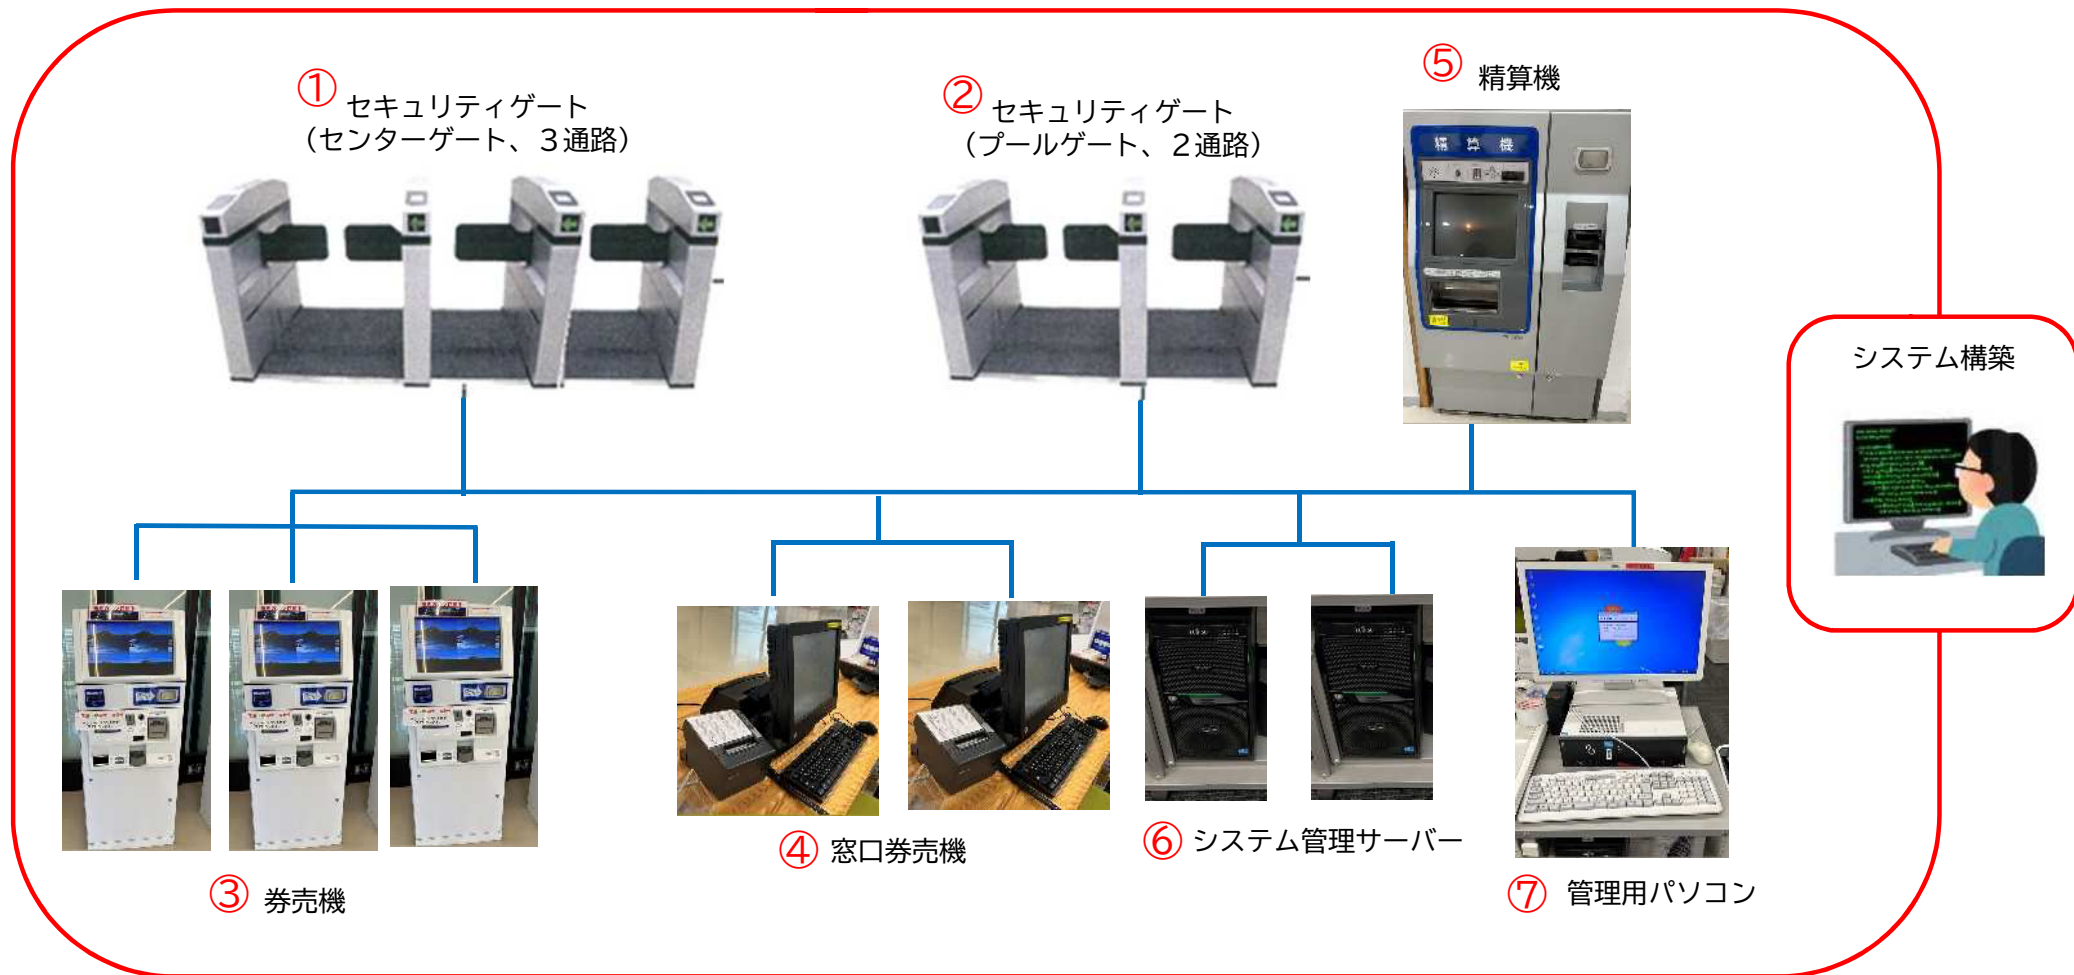 ① セキュリティゲート
（センターゲート、３通路）
② セキュリティゲート
（プールゲート、２通路）
⑤ 精算機
精算機
システム構築
③ 券売機
④ 窓口券売機
⑥ システム管理サーバー
⑦ 管理用パソコン